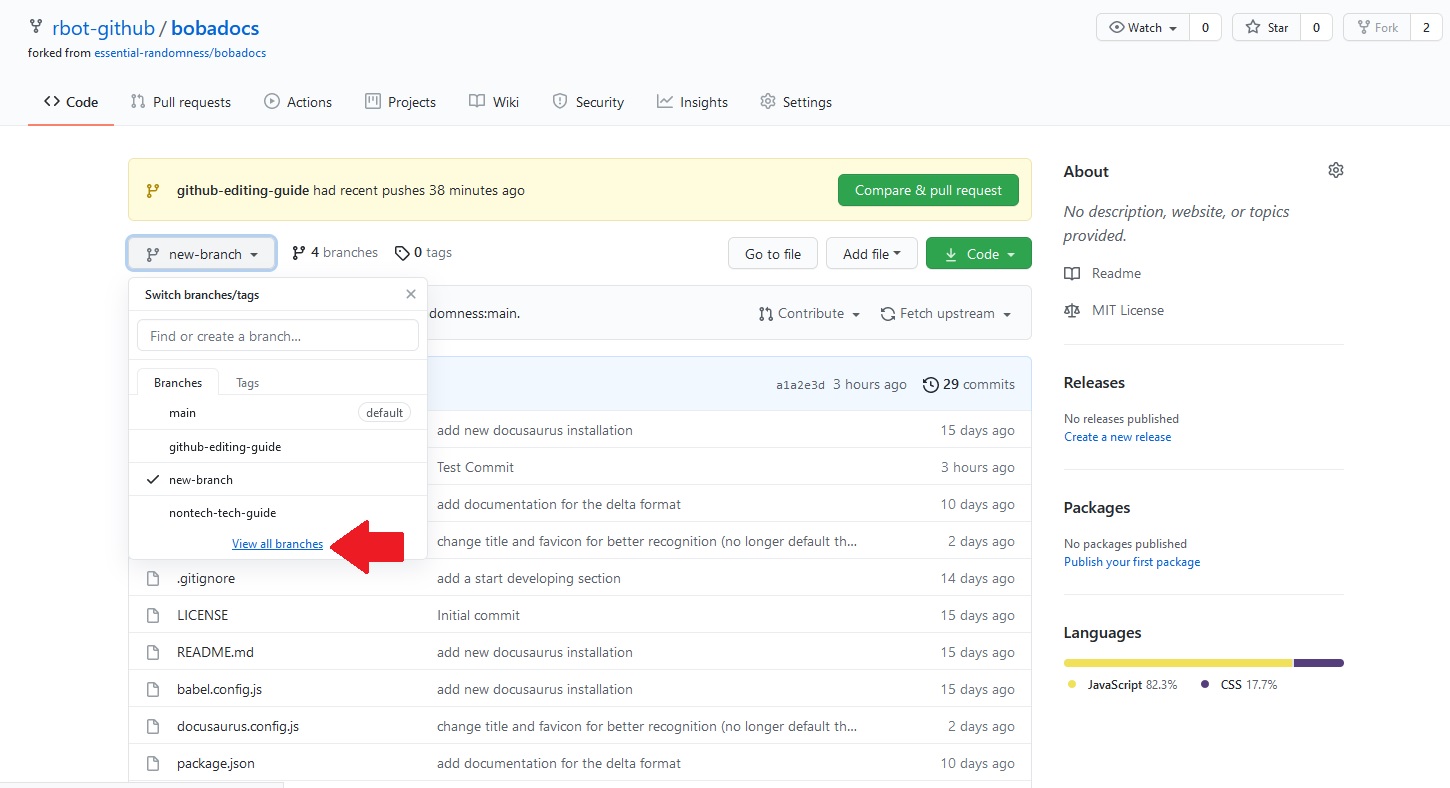 rbot-github / bobadocs
Watch 0 Star 0 Fork 2
forked from essential-randomness/bobadocs
Code Pull requests Actions Projects Wiki Security Insights Settings
github-editing-guide had recent pushes 38 minutes ago
Compare & pull request
new-branch 4 branches 0 tags
Go to file Add file Code
Switch branches/tags
Find or create a branch...
Branches Tags
main default
github-editing-guide
new-branch
nontech-tech-guide
View all branches
domness:main.
Contribute Fetch upstream
a1a2e3d 3 hours ago 29 commits
add new docusaurus installation 15 days ago
Test Commit 3 hours ago
add documentation for the delta format 10 days ago
change title and favicon for better recognition (no longer default th... 2 days ago
.gitignore add a start developing section 14 days ago
LICENSE Initial commit 15 days ago
README.md add new docusaurus installation 15 days ago
babel.config.js add new docusaurus installation 15 days ago
docusaurus.config.js change title and favicon for better recognition (no longer default th... 2 days ago
package.json add documentation for the delta format 10 days ago
About
No description, website, or topics
provided.
Readme
MIT License
Releases
No releases published
Create a new release
Packages
No packages published
Publish your first package
Languages
JavaScript 82.3% CSS 17.7%